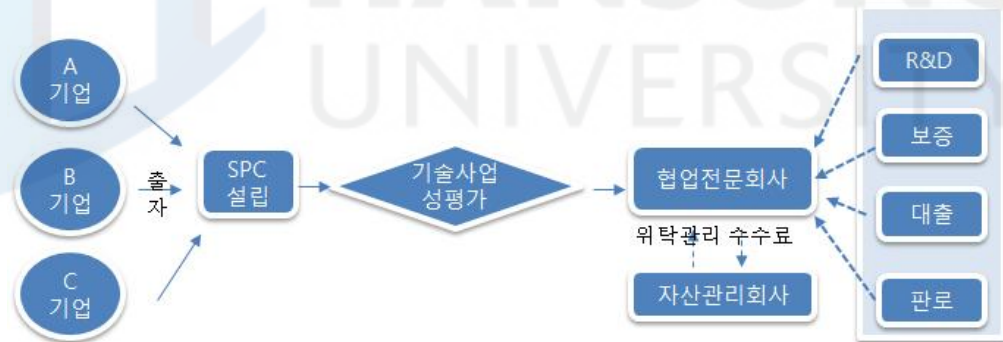 HANSUNG
UNIVERSITY
A
기업
B
기업
C
기업
출
자
SPC
설립
기술사업
성평가
협업전문회사
위탁관리 수수료
자산관리회사
R&D
보증
대출
판로